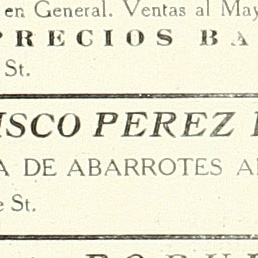 en General. Ventas al May
PRECIOS BA
St.
ISCO PEREZ
A DE ABARROTES A
e St.